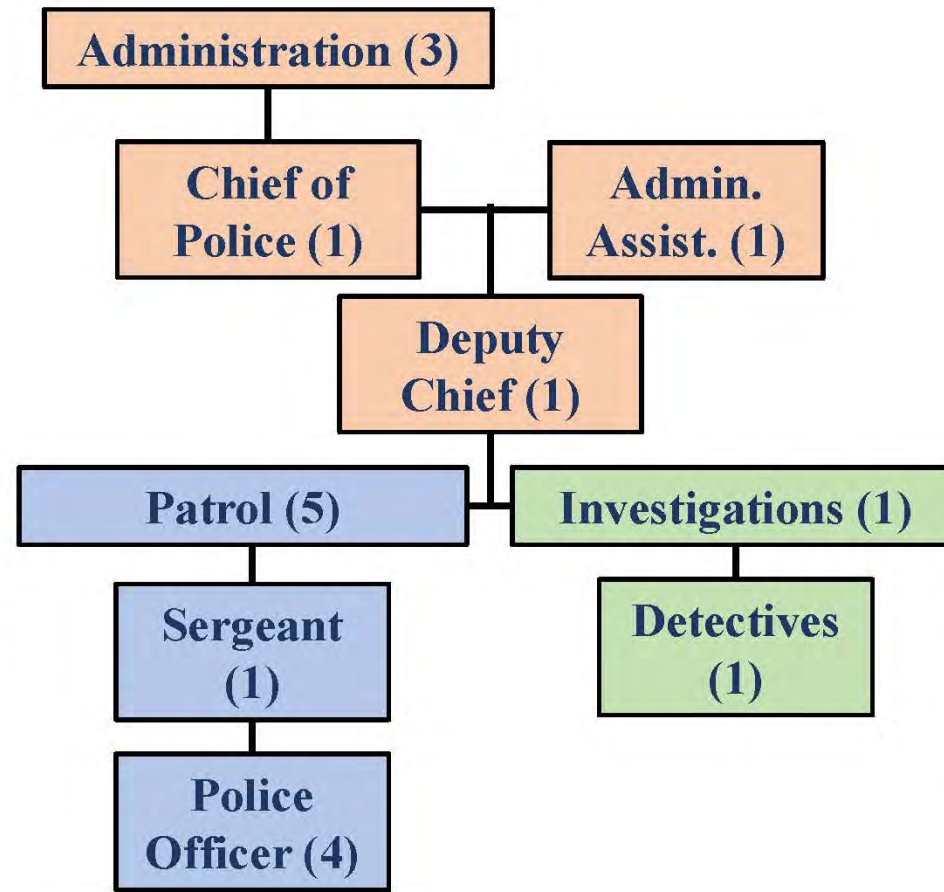 Administration (3)
Chief of
Police (1)
Admin.
Assist. (1)
Deputy
Chief (1)
Patrol (5)
Investigations (1)
Sergeant
(1)
Detectives
(1)
Police
Officer (4)